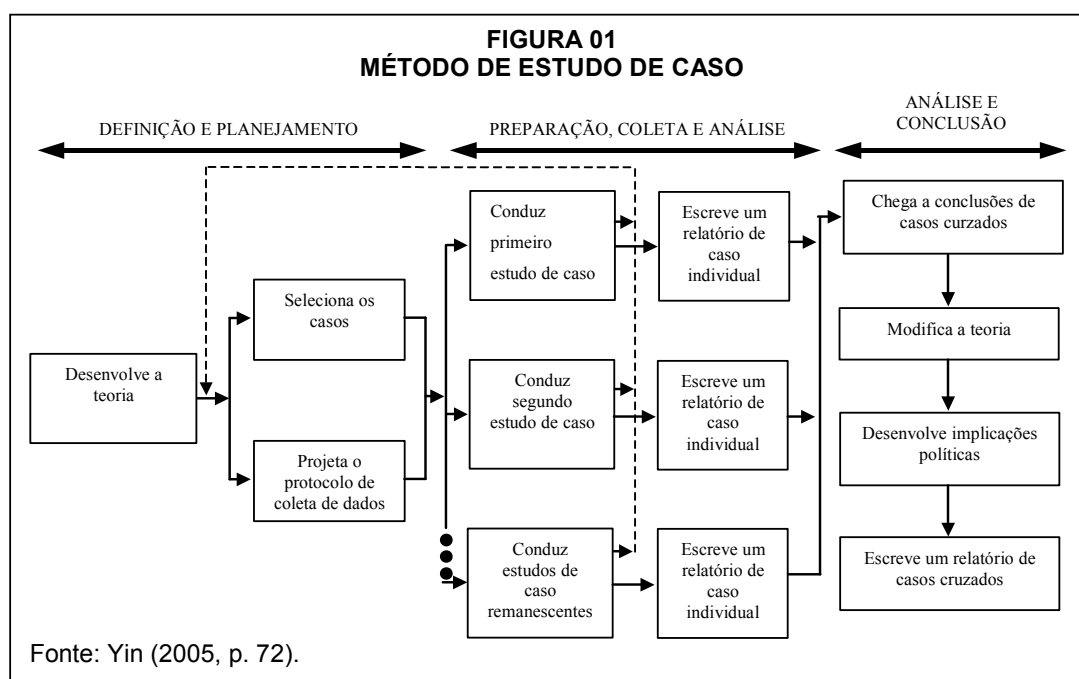 FIGURA 01
MÉTODO DE ESTUDO DE CASO
DEFINIÇÃO E PLANEJAMENTO
PREPARAÇÃO, COLETA E ANÁLISE
ANÁLISE E
CONCLUSÃO
Desenvolve a
teoria
Seleciona os
casos
Projeta o
protocolo de
coleta de dados
Conduz
primeiro
estudo de caso
Escreve um
relatório de
caso
individual
Conduz
segundo
estudo de caso
Escreve um
relatório de
caso
individual
Conduz
estudos de
caso
remanescentes
Escreve um
relatório de
caso
individual
Chega a conclusões de
casos curzados
Modifica a teoria
Desenvolve implicações
políticas
Escreve um relatório de
casos cruzados
Fonte: Yin (2005, p. 72).